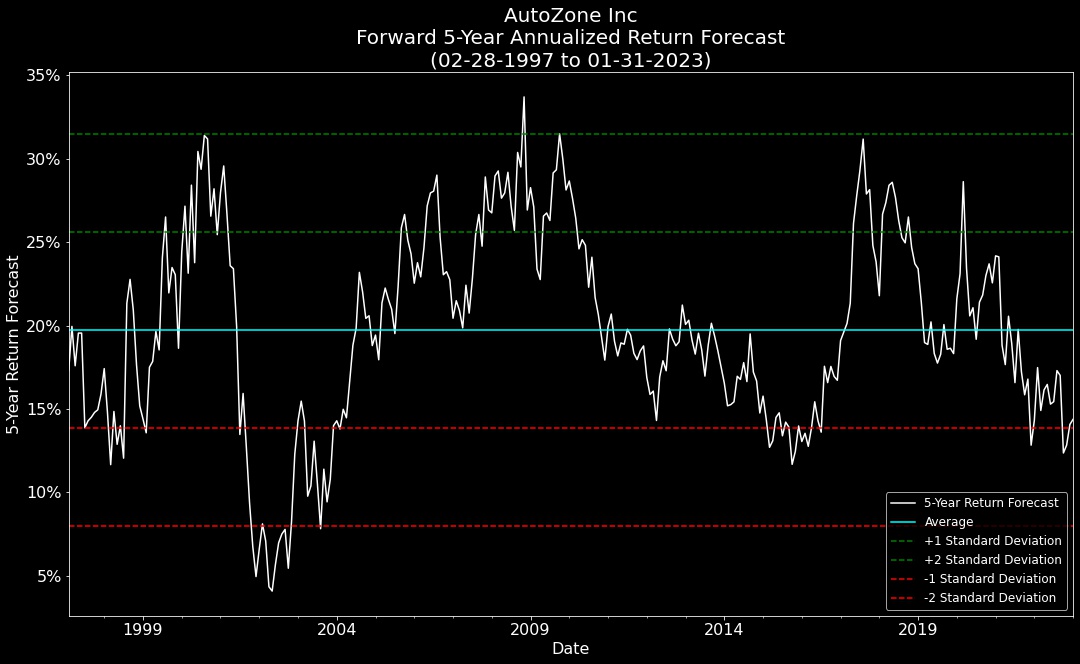 AutoZone Inc
Forward 5-Year Annualized Return Forecast
(02-28-1997 to 01-31-2023)
35%
30%
25%
20%
15%
10%
5%
5-Year Return Forecast
5-Year Return Forecast
Average
+1 Standard Deviation
+2 Standard Deviation
-1 Standard Deviation
-2 Standard Deviation
1999 2004 2009 2014 2019
Date